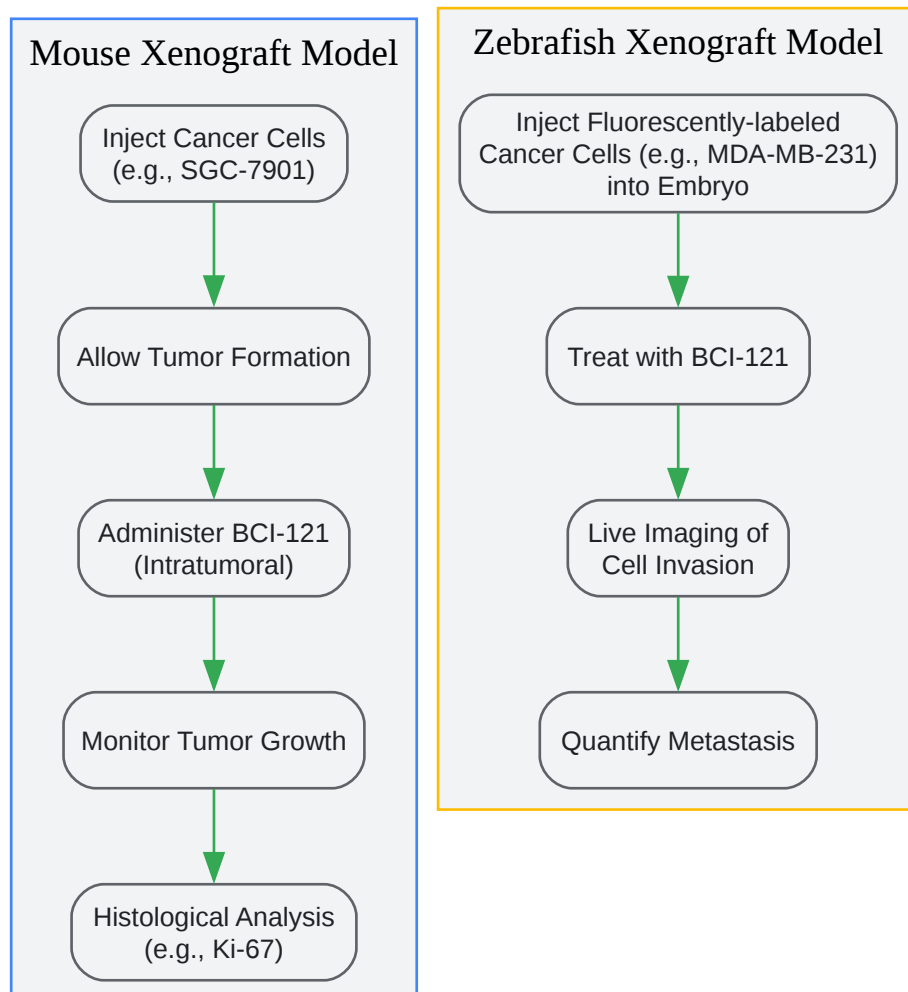 Mouse Xenograft Model
Inject Cancer Cells
(e.g., SGC-7901)
Allow Tumor Formation
Administer BCI-121
(Intratumoral)
Monitor Tumor Growth
Histological Analysis
(e.g., Ki-67)
Zebrafish Xenograft Model
Inject Fluorescently-labeled
Cancer Cells (e.g., MDA-MB-231)
into Embryo
Treat with BCI-121
Live Imaging of
Cell Invasion
Quantify Metastasis